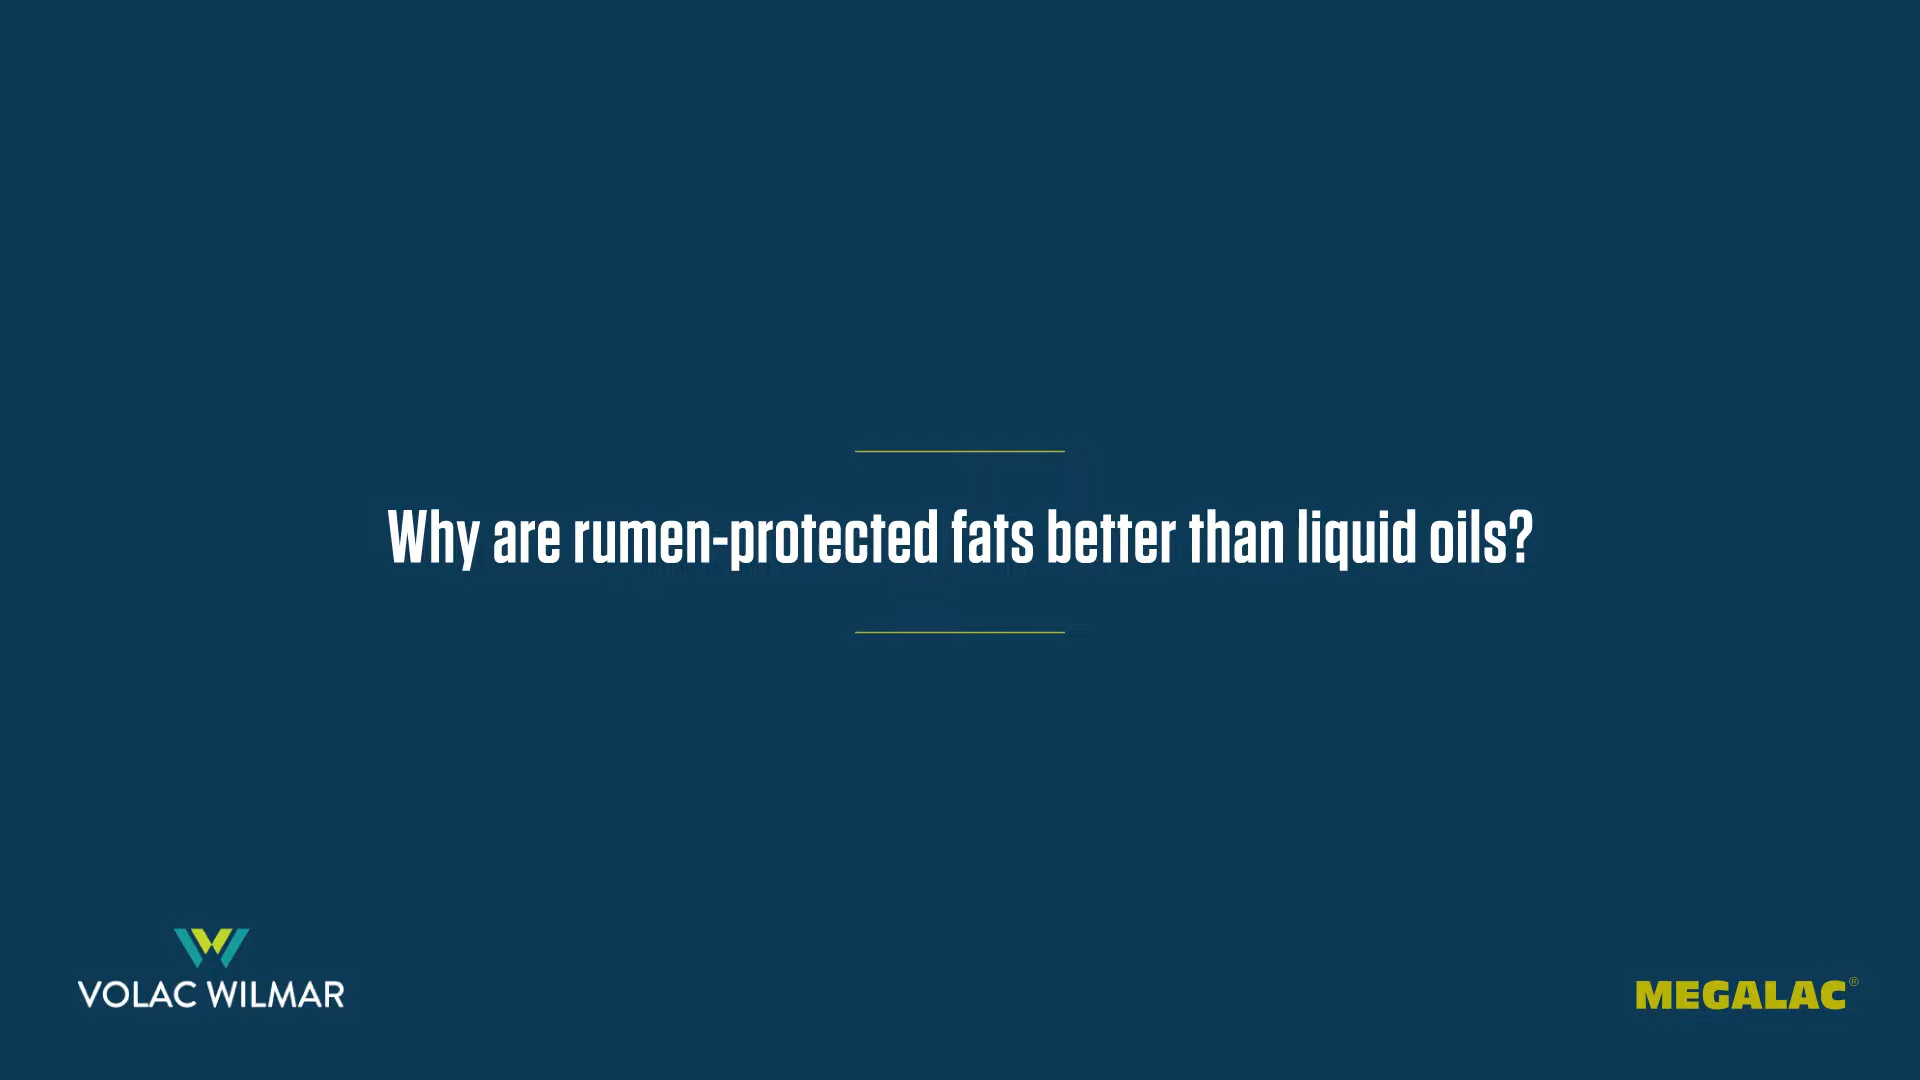 Why are rumen-protected fats better than liquid oils?
VOLAC WILMAR
MEGALAC®